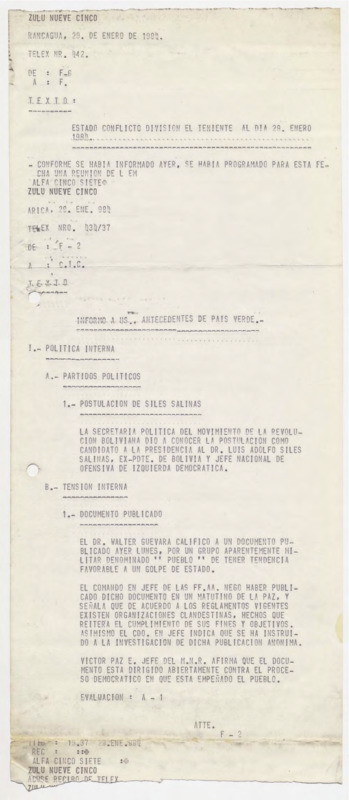 ZULU NUEVE CINCO
RANCAGUA, 29. DE ENERO DE 1980.
TELEX NR. 942.
DE : F-6
A : F.
T E X T O :
ESTADO CONFLICTO DIVISION EL TENIENTE AL DIA 29. ENERO
1980.
- CONFORME SE HABIA INFORMADO AYER, SE HABIA PROGRAMADO PARA ESTA FE-
CHA UNA REUNION DE L EM
ALFA CINCO SIETE
ZULU NUEVE CINCO
ARICA, ENE.
TELEX NRO.
DE : F - 2
A : C.I.C.
T E X T O
INFORMO A US., ANTECEDENTES DE PAIS VERDE.-
I.- POLITICA INTERNA
A.- PARTIDOS POLITICOS
1.- POSTULACION DE SILES SALINAS
LA SECRETARIA POLITICA DEL MOVIMIENTO DE LA REVOLU-
CION BOLIVIANA DIO A CONOCER LA POSTULACION COMO
CANDIDATO A LA PRESIDENCIA AL DR. LUIS ADOLFO SILES
SALINAS, EX-PDTE. DE BOLIVIA Y JEFE NACIONAL DE
OFENSIVA DE IZQUIERDA DEMOCRATICA.
B.- TENSION INTERNA
1.- DOCUMENTO PUBLICADO
EL DR. WALTER GUEVARA CALIFICO A UN DOCUMENTO PU-
BLICADO AYER LUNES, POR UN GRUPO APARENTEMENTE MI-
LITAR DENOMINADO '' PUEBLO '' DE TENER TENDENCIA
FAVORABLE A UN GOLPE DE ESTADO.
EL COMANDO EN JEFE DE LAS FF.AA. NEGO HABER PUBLI-
CADO DICHO DOCUMENTO EN UN MATUTINO DE LA PAZ, Y
SEÑALA QUE DE ACUERDO A LOS REGLAMENTOS VIGENTES
EXISTEN ORGANIZACIONES CLANDESTINAS, HECHOS QUE
REITERA EL CUMPLIMIENTO DE SUS FINES Y OBJETIVOS.
ASIMISMO EL CDO. EN JEFE INDICA QUE SE HA INSTRUI-
DO A LA INVESTIGACION DE DICHA PUBLICACION ANONIMA.
VICTOR PAZ E. JEFE DEL M.N.R. AFIRMA QUE EL DOCU-
MENTO ESTA DIRIGIDO ABIERTAMENTE CONTRA EL PROCE-
SO DEMOCRATICO EN QUE ESTA EMPEÑADO EL PUEBLO.
EVALUACION : A - 1
ATTE.
F - 2
REC :
ALFA CINCO SIETE
ZULU NUEVE CINCO
ACUSE RECIBO DE TELEX
ZULU